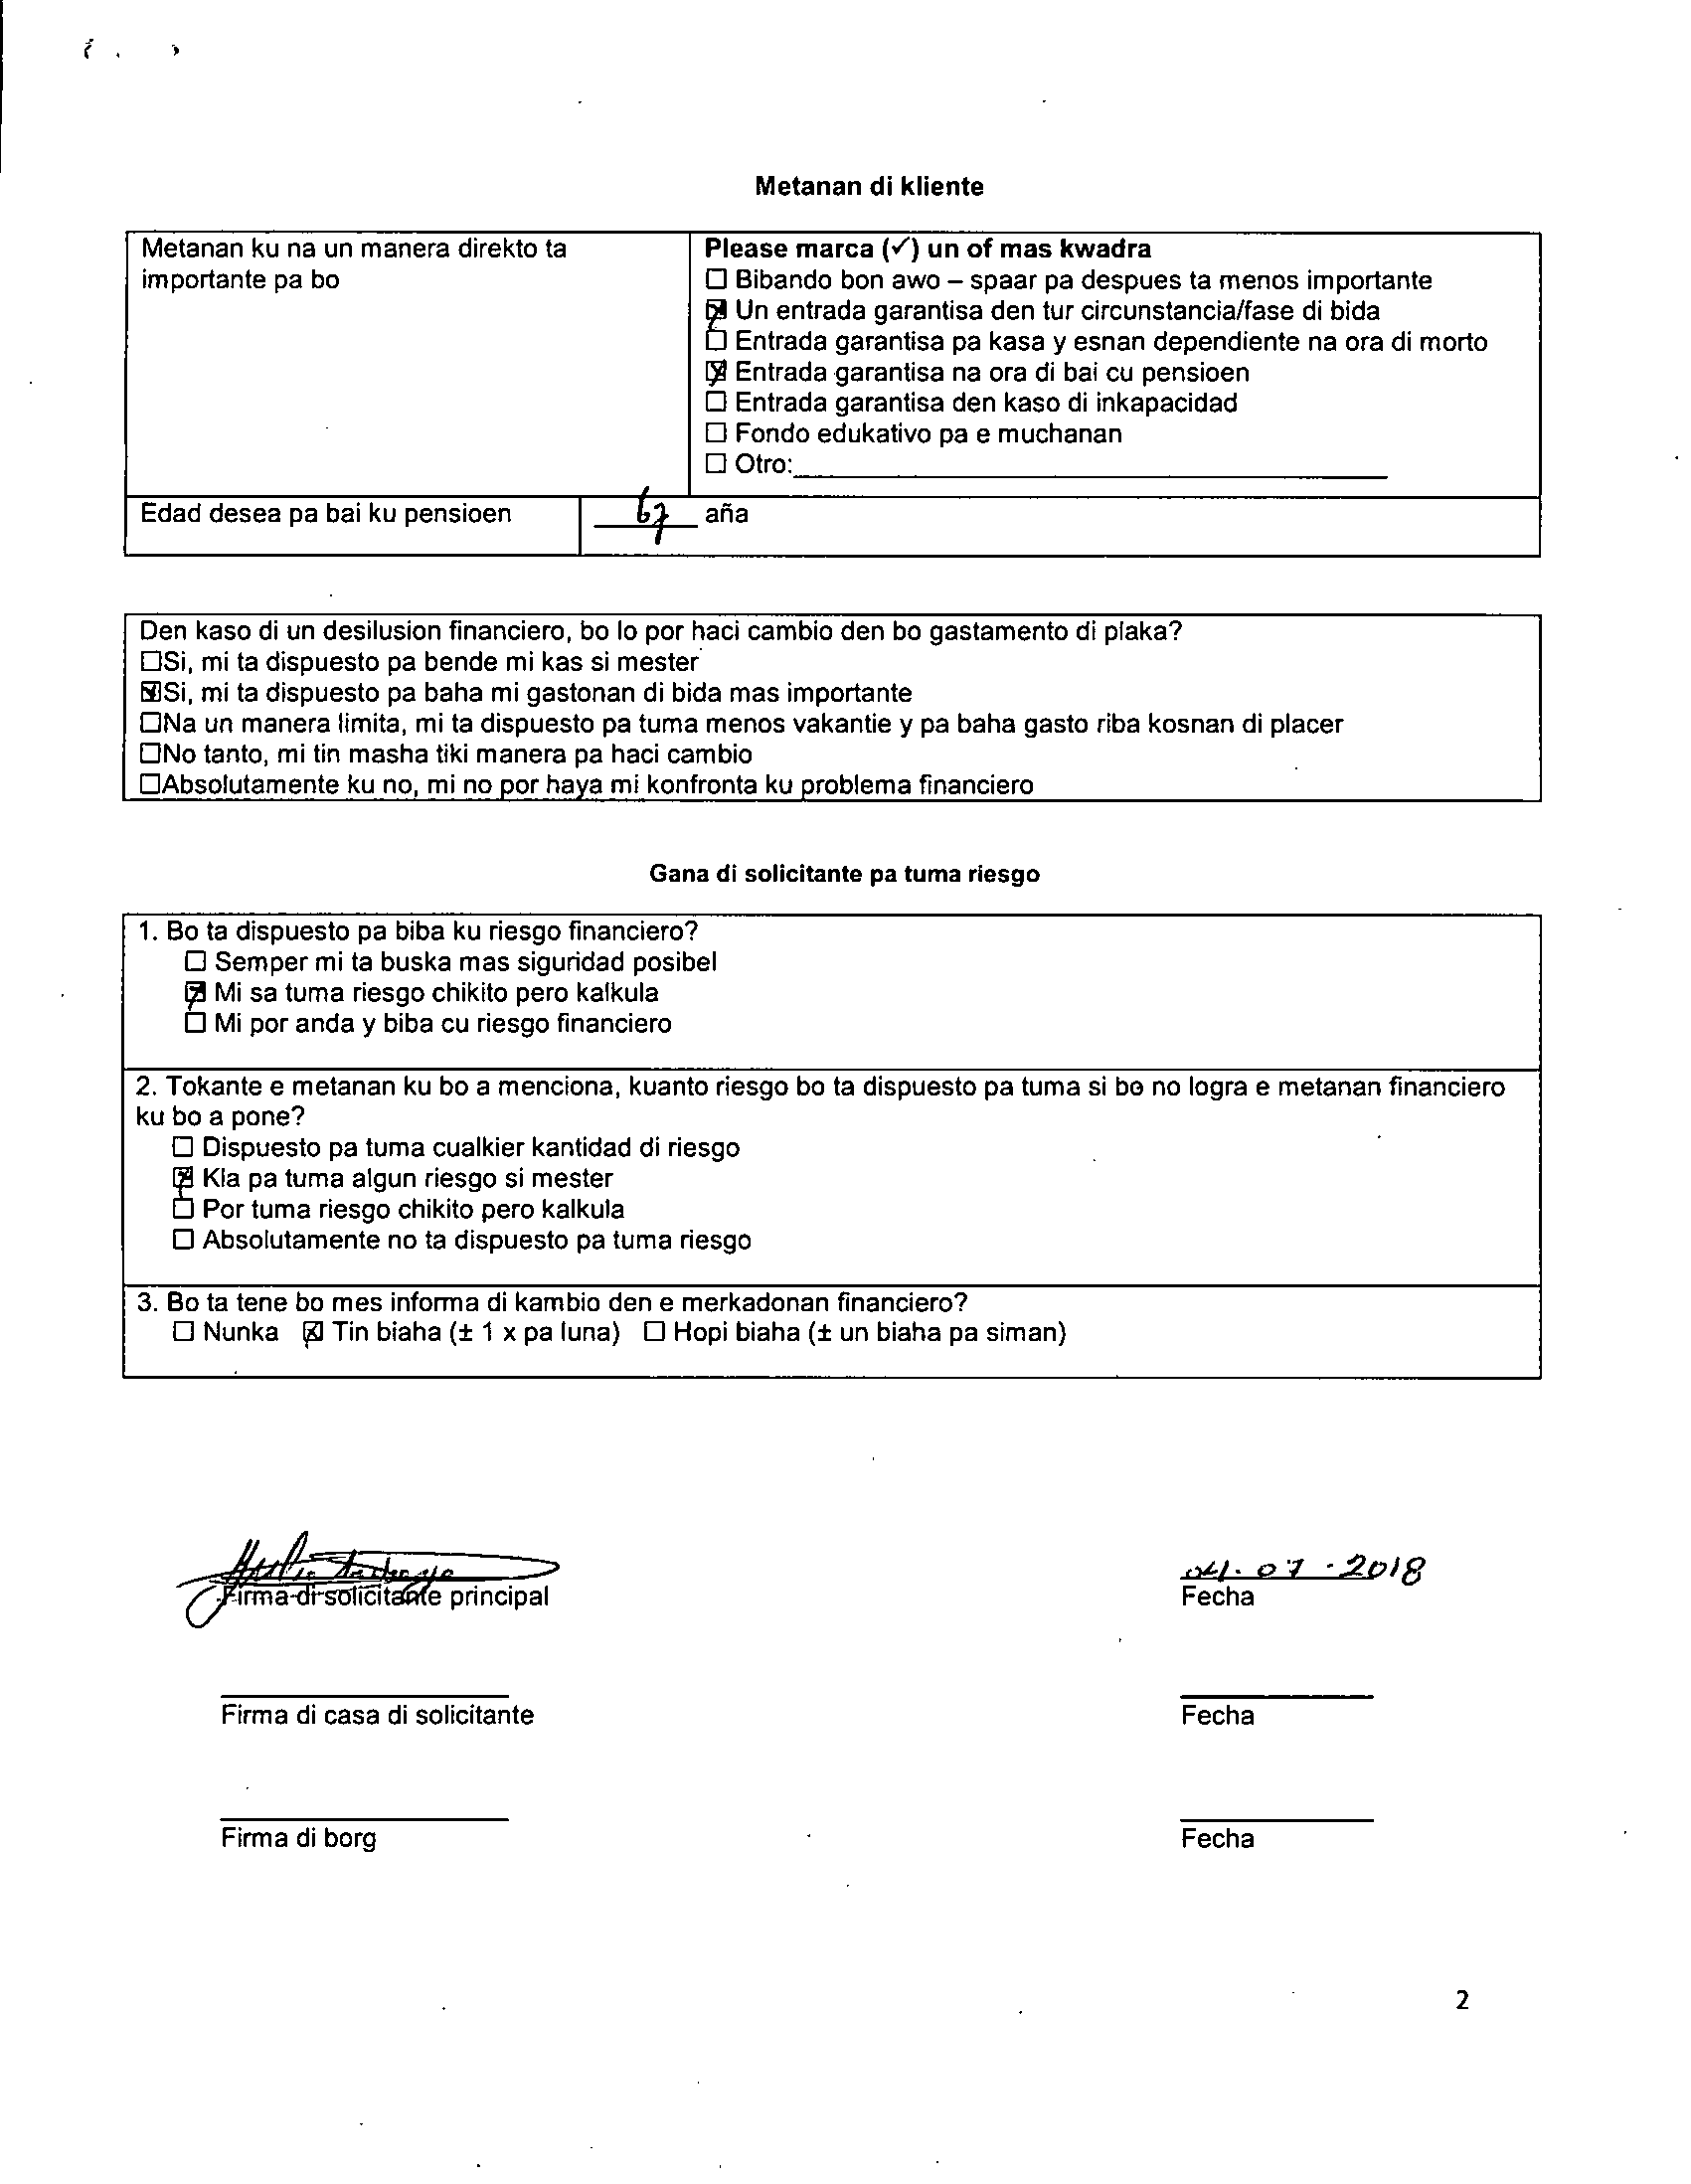 Metanan di kliente
Metanan ku na un manera direkto ta
importante pa bo
Please marca (✓) un of mas kwadra
☐ Bibando bon awo – spaar pa despues ta menos importante
☒ Un entrada garantisa den tur circunstancia/fase di bida
☐ Entrada garantisa pa kasa y esnan dependiente na ora di morto
☒ Entrada garantisa na ora di bai cu pensioen
☐ Entrada garantisa den kaso di inkapacidad
☐ Fondo edukativo pa e muchanan
☐ Otro:
Edad desea pa bai ku pensioen 67 aña
Den kaso di un desilusion financiero, bo lo por haci cambio den bo gastamento di plaka?
☐Si, mi ta dispuesto pa bende mi kas si mester
☒Si, mi ta dispuesto pa baha mi gastonan di bida mas importante
☐Na un manera limita, mi ta dispuesto pa tuma menos vakantie y pa baha gasto riba kosnan di placer
☐No tanto, mi tin masha tiki manera pa haci cambio
☐Absolutamente ku no, mi no por haya mi konfronta ku problema financiero
Gana di solicitante pa tuma riesgo
1. Bo ta dispuesto pa biba ku riesgo financiero?
☐ Semper mi ta buska mas siguridad posibel
☒ Mi sa tuma riesgo chikito pero kalkula
☐ Mi por anda y biba cu riesgo financiero
2. Tokante e metanan ku bo a menciona, kuanto riesgo bo ta dispuesto pa tuma si bo no logra e metanan financiero
ku bo a pone?
☐ Dispuesto pa tuma cualkier kantidad di riesgo
☒ Kla pa tuma algun riesgo si mester
☐ Por tuma riesgo chikito pero kalkula
☐ Absolutamente no ta dispuesto pa tuma riesgo
3. Bo ta tene bo mes informa di kambio den e merkadonan financiero?
☐ Nunka ☒ Tin biaha (± 1 x pa luna) ☐ Hopi biaha (± un biaha pa siman)
04.07.2018
Firma di solicitante principal Fecha
Firma di casa di solicitante Fecha
Firma di borg Fecha
2